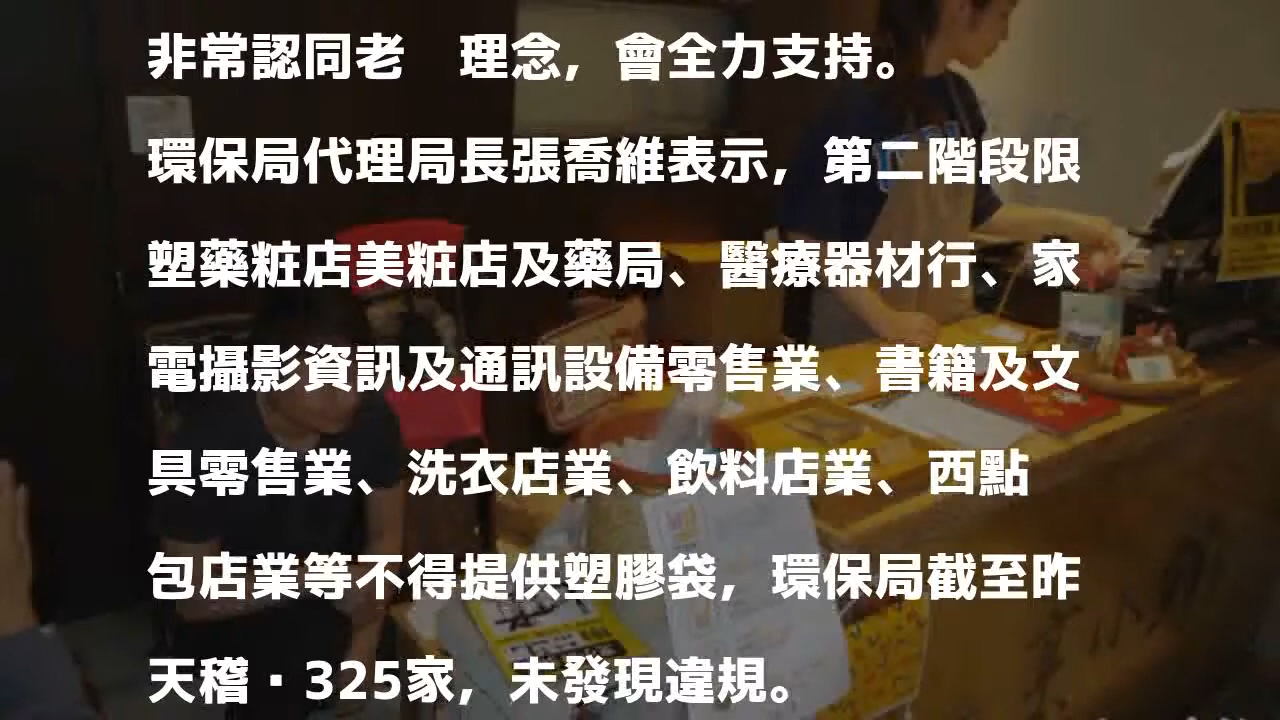 非常認同老　理念，會全力支持。
環保局代理局長張喬維表示，第二階段限
塑藥粧店美粧店及藥局、醫療器材行、家
電攝影資訊及通訊設備零售業、書籍及文
具零售業、洗衣店業、飲料店業、西點
包店業等不得提供塑膠袋，環保局截至昨
天稽·325家，未發現違規。